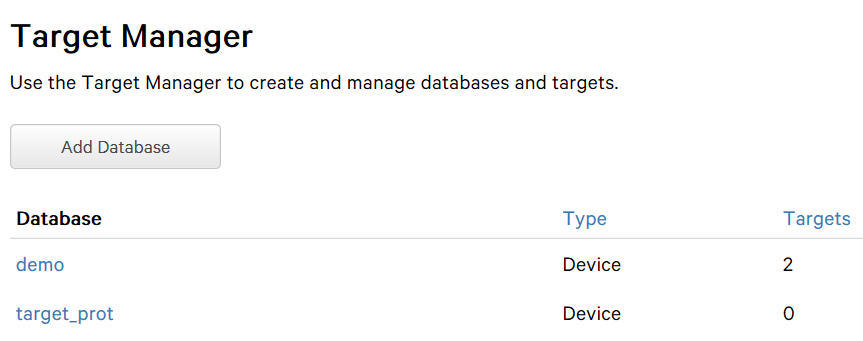 Target Manager
Use the Target Manager to create and manage databases and targets.
Add Database
Database Type Targets
demo Device 2
target_prot Device 0